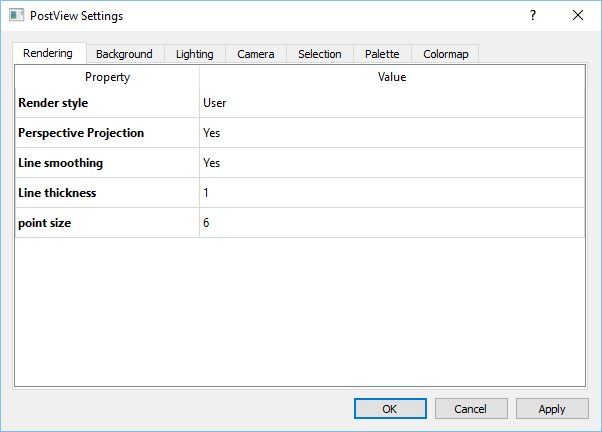 PostView Settings ?
Rendering Background Lighting Camera Selection Palette Colormap
Property Value
Render style User
Perspective Projection Yes
Line smoothing Yes
Line thickness 1
point size 6
OK Cancel Apply